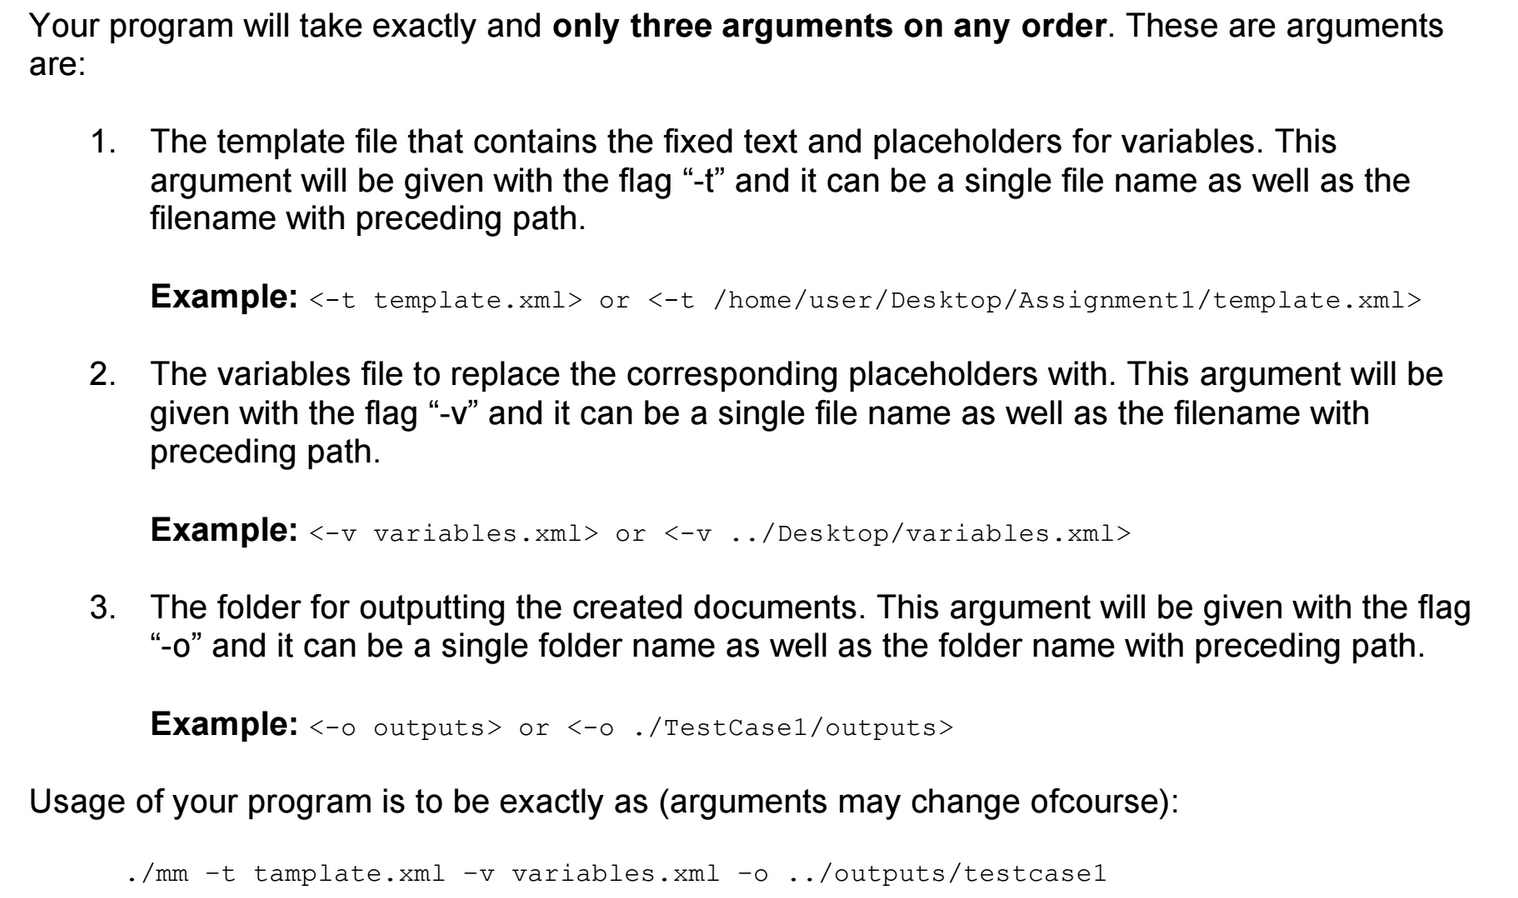 Your program will take exactly and only three arguments on any order. These are arguments
are:
1. The template file that contains the fixed text and placeholders for variables. This
argument will be given with the flag “-t” and it can be a single file name as well as the
filename with preceding path.
Example: <-t template.xml> or <-t /home/user/Desktop/Assignment1/template.xml>
2. The variables file to replace the corresponding placeholders with. This argument will be
given with the flag “-v” and it can be a single file name as well as the filename with
preceding path.
Example: <-v variables.xml> or <-v ../Desktop/variables.xml>
3. The folder for outputting the created documents. This argument will be given with the flag
“-o” and it can be a single folder name as well as the folder name with preceding path.
Example: <-o outputs> or <-o ./TestCase1/outputs>
Usage of your program is to be exactly as (arguments may change ofcourse):
./mm –t tamplate.xml –v variables.xml –o ../outputs/testcase1